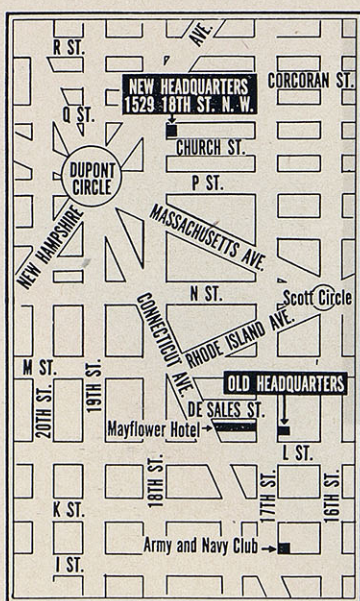 AVE.
R ST.
NEW HEADQUARTERS
1529 18TH ST. N. W.
CORCORAN ST.
Q ST.
CHURCH ST.
DUPONT
CIRCLE
P ST.
MASSACHUSETTS AVE.
NEW HAMPSHIRE
N ST.
Scott Circle
CONNECTICUT AVE.
RHODE ISLAND AVE.
M ST.
OLD HEADQUARTERS
20TH ST.
19TH ST.
DE SALES ST.
Mayflower Hotel
L ST.
18TH ST.
17TH ST.
16TH ST.
K ST.
Army and Navy Club
I ST.